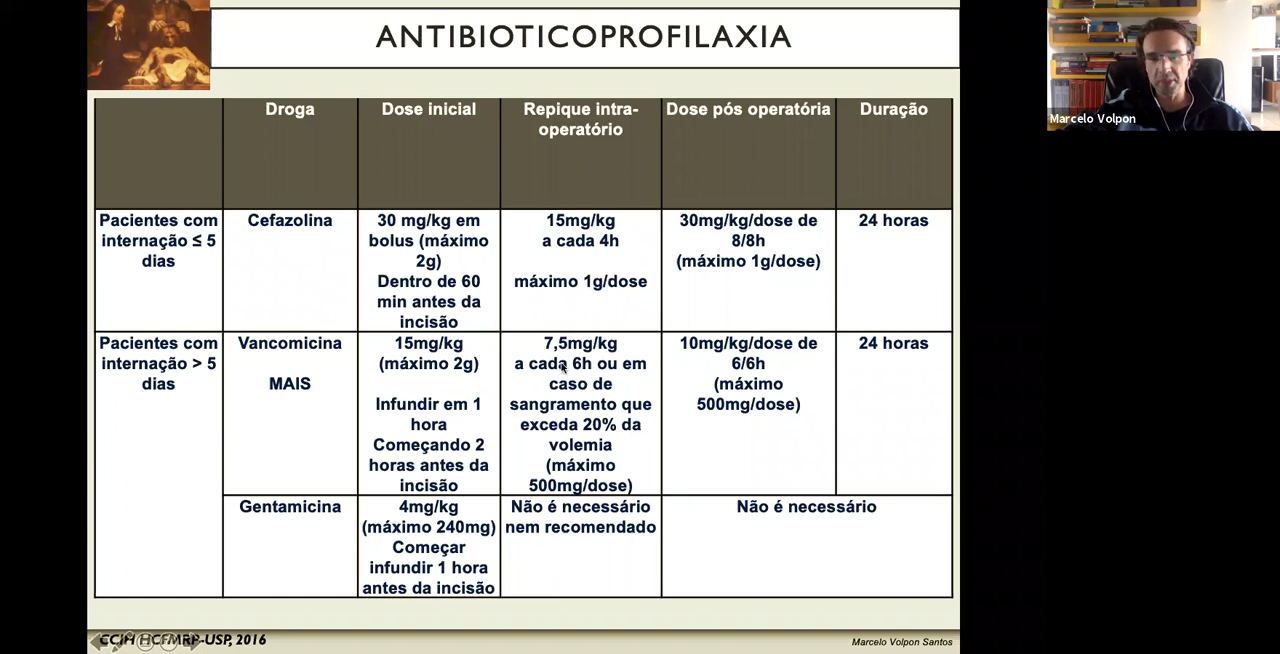 ANTIBIOTICOPROFILAXIA
Marcelo Volpon
Droga
Dose inicial
Repique intra-
operatório
Dose pós operatória
Duração
Pacientes com
internação ≤ 5
dias
Cefazolina
30 mg/kg em
bolus (máximo
2g)
Dentro de 60
min antes da
incisão
15mg/kg
a cada 4h
máximo 1g/dose
30mg/kg/dose de
8/8h
(máximo 1g/dose)
24 horas
Pacientes com
internação > 5
dias
Vancomicina
MAIS
15mg/kg
(máximo 2g)
Infundir em 1
hora
Começando 2
horas antes da
incisão
7,5mg/kg
a cada 6h ou em
caso de
sangramento que
exceda 20% da
volemia
(máximo
500mg/dose)
10mg/kg/dose de
6/6h
(máximo
500mg/dose)
24 horas
Gentamicina
4mg/kg
(máximo 240mg)
Começar
infundir 1 hora
antes da incisão
Não é necessário
nem recomendado
Não é necessário
CCIH HCFMRP-USP, 2016
Marcelo Volpon Santos